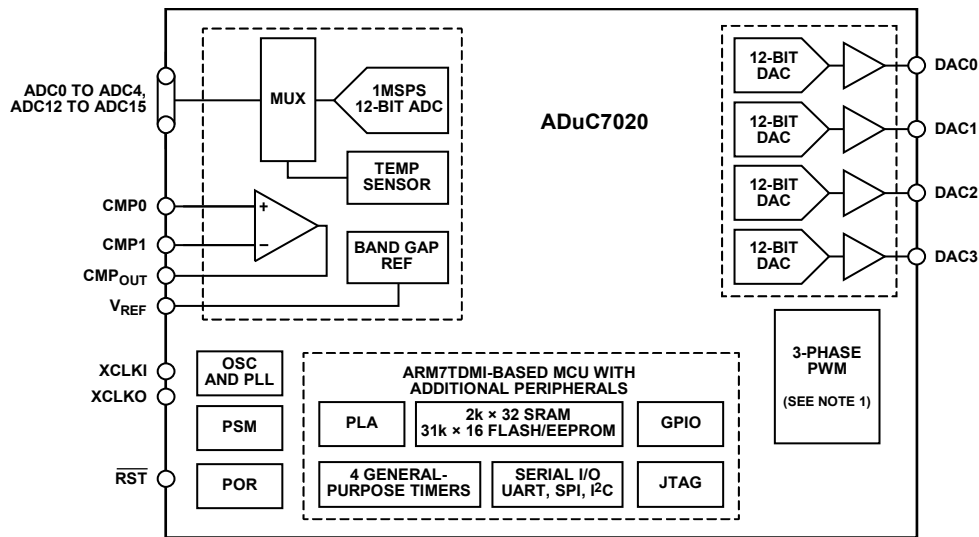 ADuC7020
ADC0 TO ADC4,
ADC12 TO ADC15
MUX
1MSPS
12-BIT ADC
TEMP
SENSOR
CMP0
+
CMP1
−
CMPOUT
BAND GAP
REF
VREF
12-BIT
DAC
DAC0
12-BIT
DAC
DAC1
12-BIT
DAC
DAC2
12-BIT
DAC
DAC3
3-PHASE
PWM
(SEE NOTE 1)
XCLKI
XCLKO
OSC
AND PLL
PSM
RST
POR
ARM7TDMI-BASED MCU WITH
ADDITIONAL PERIPHERALS
PLA
2k × 32 SRAM
31k × 16 FLASH/EEPROM
GPIO
4 GENERAL-
PURPOSE TIMERS
SERIAL I/O
UART, SPI, I²C
JTAG